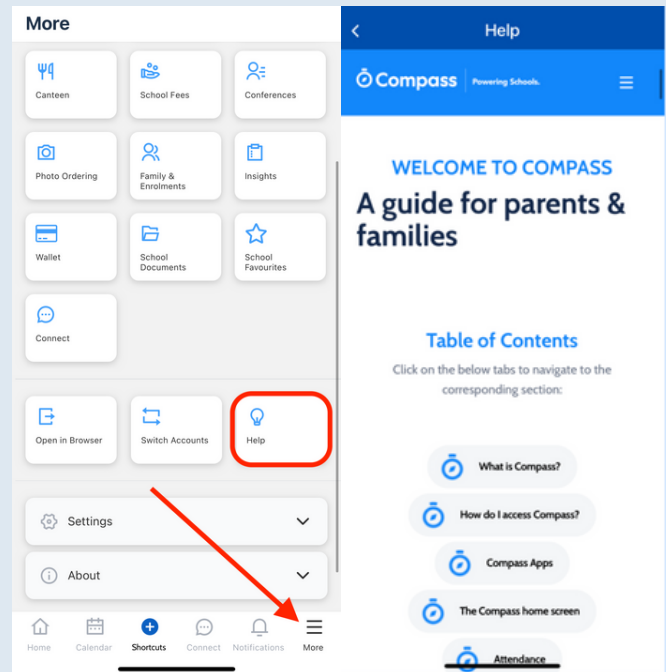 More
Canteen
School Fees
Conferences
Photo Ordering
Family &
Enrolments
Insights
Wallet
School
Documents
School
Favourites
Connect
Open in Browser
Switch Accounts
Help
Settings
About
Home
Calendar
Shortcuts
Connect
Notifications
More
Help
Compass
Powering Schools.
WELCOME TO COMPASS
A guide for parents &
families
Table of Contents
Click on the below tabs to navigate to the
corresponding section:
What is Compass?
How do I access Compass?
Compass Apps
The Compass home screen
Attendance